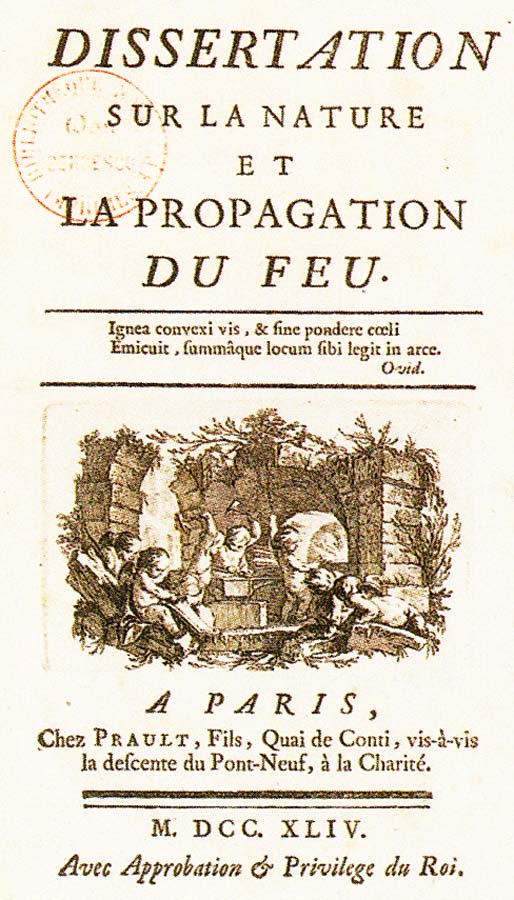 DISSERTATION
SUR LA NATURE
ET
LA PROPAGATION
DU FEU.
Ignea convexi vis, & ſine pondere cœli
Emicuit, ſummâque locum ſibi legit in arce.
Ovid.
A PARIS,
Chez PRAULT, Fils, Quai de Conti, vis-à-vis
la deſcente du Pont-Neuf, à la Charité.
M. DCC. XLIV.
Avec Approbation & Privilege du Roi.